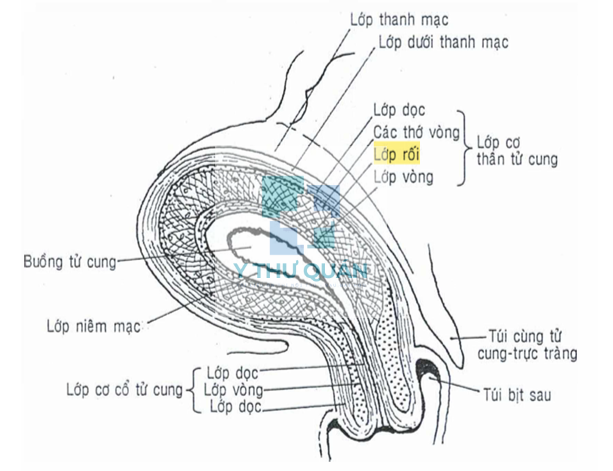 Lớp thanh mạc
Lớp dưới thanh mạc
Lớp dọc
Các thớ vòng
Lớp rối
Lớp vòng
Lớp cơ
thân tử cung
Buồng tử cung
Y THƯ QUÁN
Lớp niêm mạc
Túi cùng tử
cung-trực tràng
Lớp cơ cổ tử cung
Lớp dọc
Lớp vòng
Lớp dọc
Túi bịt sau